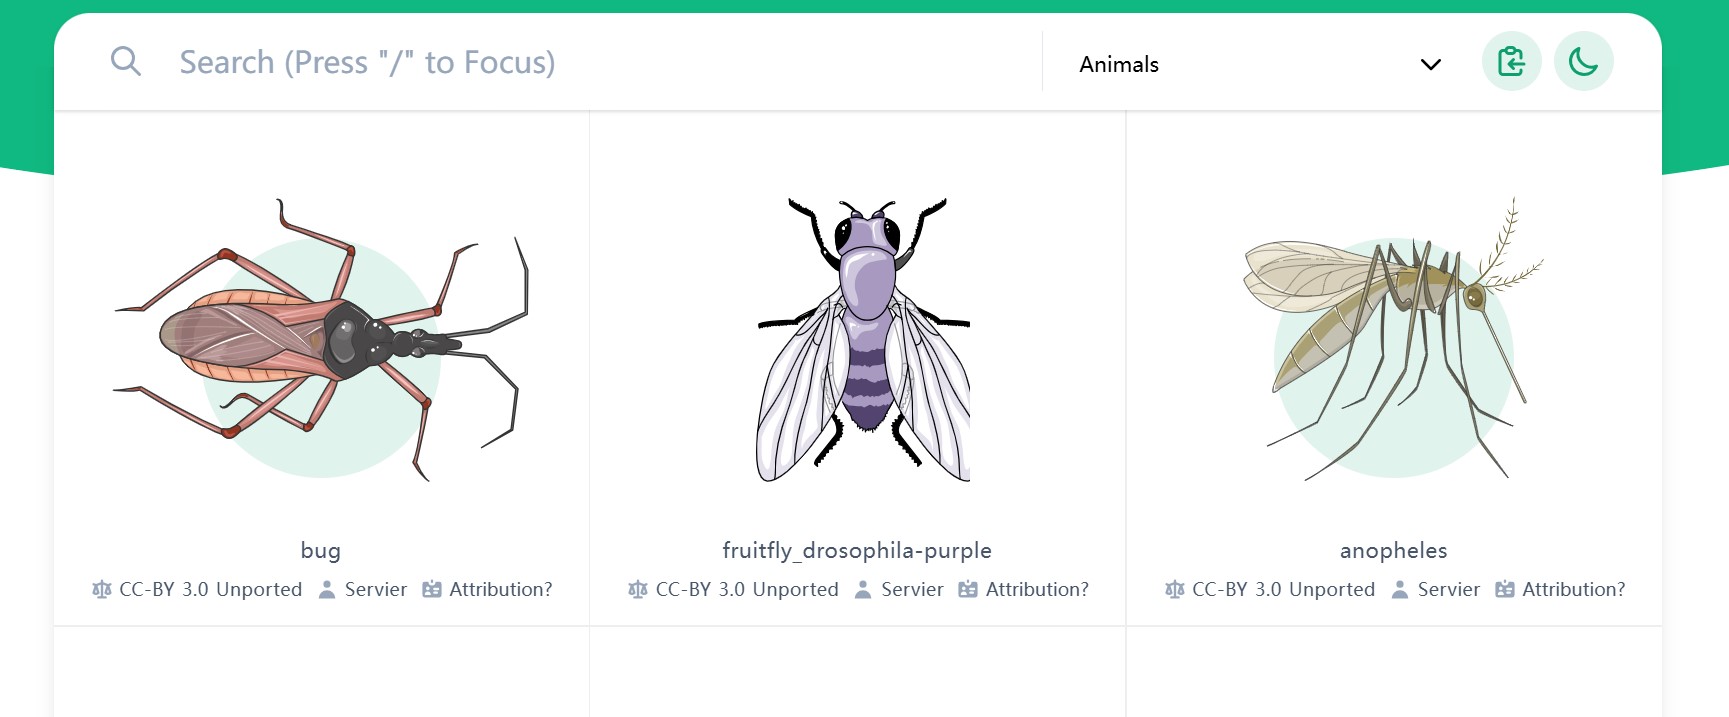 Search (Press "/" to Focus)
Animals
bug
CC-BY 3.0 Unported Servier Attribution?
fruitfly_drosophila-purple
CC-BY 3.0 Unported Servier Attribution?
anopheles
CC-BY 3.0 Unported Servier Attribution?